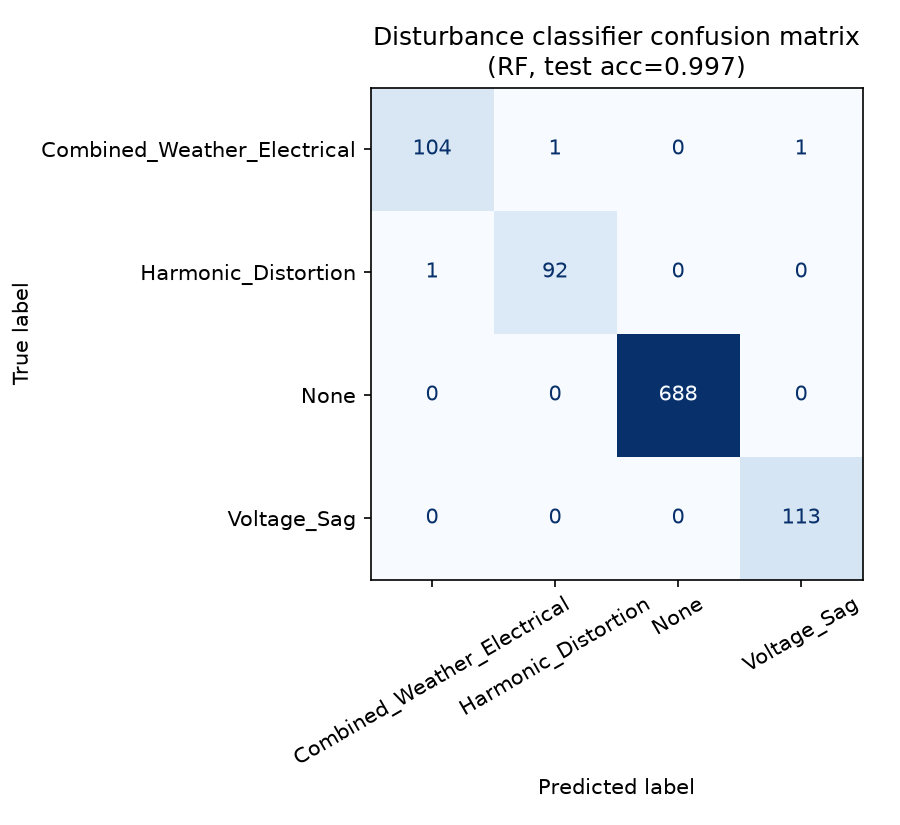 Disturbance classifier confusion matrix
(RF, test acc=0.997)
True label
Combined_Weather_Electrical 104 1 0 1
Harmonic_Distortion 1 92 0 0
None 0 0 688 0
Voltage_Sag 0 0 0 113
Combined_Weather_Electrical Harmonic_Distortion None Voltage_Sag
Predicted label